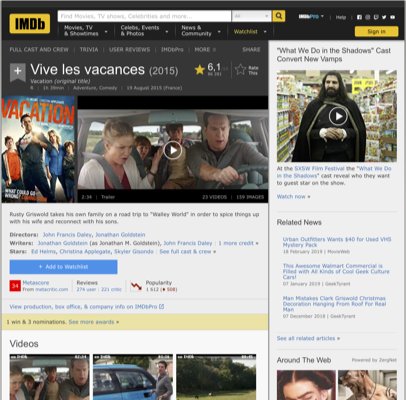 IMDb
Find Movies, TV shows, Celebrities and more...
All
Movies, TV
& Showtimes
Celebs, Events
& Photos
News &
Community
Watchlist
IMDbPro
Help
Sign in
FULL CAST AND CREW | TRIVIA | USER REVIEWS | IMDbPro | MORE
SHARE
Vive les vacances (2015)
Vacation (original title)
R | 1h 39min | Adventure, Comedy | 19 August 2015 (France)
6,1
Rate
This
VACATION
WHAT COULD GO
2:34 | Trailer
23 VIDEOS | 159 IMAGES
Rusty Griswold takes his own family on a road trip to "Walley World" in order to spice things up
with his wife and reconnect with his sons.
Directors: John Francis Daley, Jonathan Goldstein
Writers: Jonathan Goldstein (as Jonathan M. Goldstein), John Francis Daley | 1 more credit »
Stars: Ed Helms, Christina Applegate, Skyler Gisondo | See full cast & crew »
+ Add to Watchlist
34
Metascore
From metacritic.com
Reviews
274 user | 221 critic
Popularity
1 612
View production, box office, & company info on IMDbPro
1 win & 3 nominations. See more awards »
Videos
"What We Do in the Shadows" Cast
Convert New Vamps
At the SXSW Film Festival the "What We Do
in the Shadows" cast reveal who they want
to guest star on the show.
Watch now »
Related News
Urban Outfitters Wants $40 for Used VHS
Mystery Pack
18 February 2019 | MovieWeb
This Awesome Walmart Commercial is
Filled with All Kinds of Cool Geek Culture
Cars!
07 January 2019 | GeekTyrant
Man Mistakes Clark Griswold Christmas
Decoration Hanging From Roof For Real
Man
07 December 2018 | GeekTyrant
See all related articles »
Around The Web
Powered by ZergNet